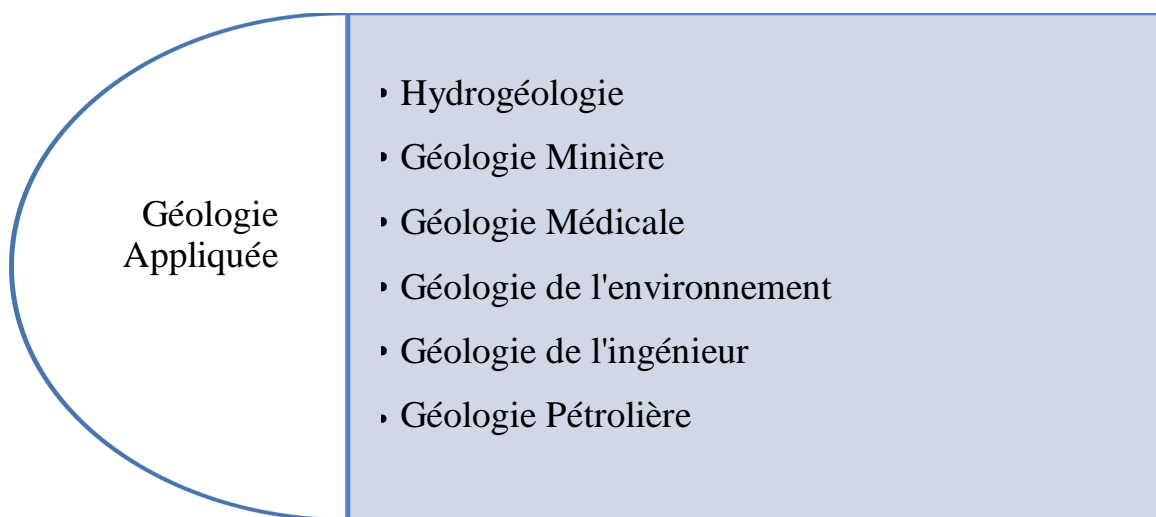 Géologie
Appliquée
• Hydrogéologie
• Géologie Minière
• Géologie Médicale
• Géologie de l'environnement
• Géologie de l'ingénieur
• Géologie Pétrolière